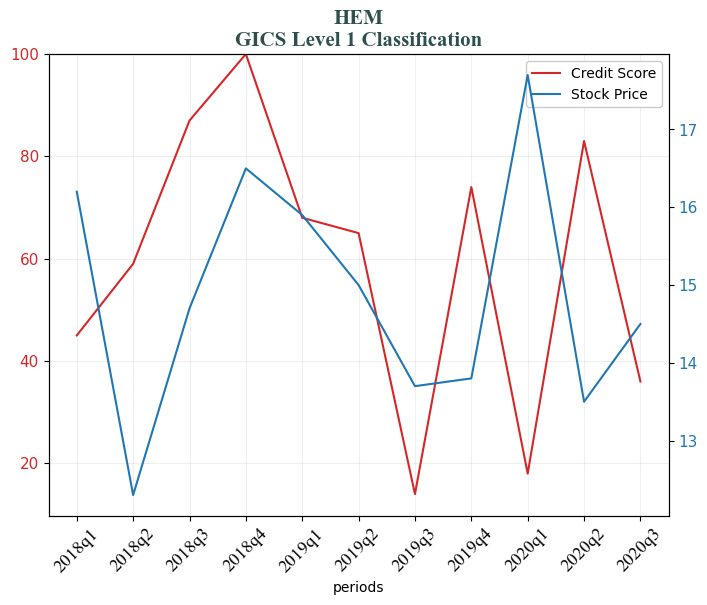 HEM
GICS Level 1 Classification
Credit Score
Stock Price
100
80
60
40
20
17
16
15
14
13
2018q1
2018q2
2018q3
2018q4
2019q1
2019q2
2019q3
2019q4
2020q1
2020q2
2020q3
periods